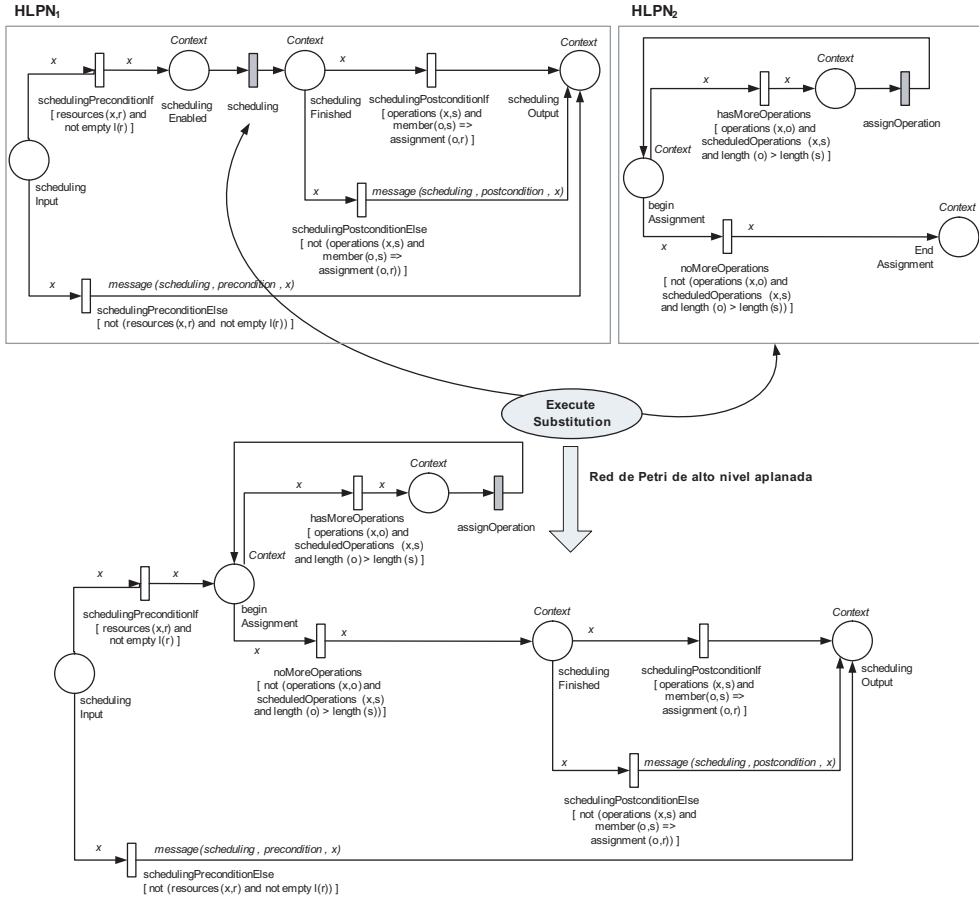 HLPN1
HLPN2
Context
Context
Context
x
x
x
schedulingPreconditionIf
[ resources (x,r) and
not empty l(r) ]
scheduling
Enabled
scheduling
scheduling
Finished
schedulingPostconditionIf
[ operations (x,s) and
member(o,s) =>
assignment (o,r) ]
scheduling
Output
scheduling
Input
x
message (scheduling , postcondition , x)
schedulingPostconditionElse
[ not (operations (x,s) and
member (o,s) =>
assignment (o,r)) ]
x
message (scheduling , precondition , x)
schedulingPreconditionElse
[ not (resources (x,r) and not empty l(r)) ]
Context
x
x
hasMoreOperations
[ operations (x,o) and
scheduledOperations (x,s)
and length (o) > length (s) ]
assignOperation
Context
begin
Assignment
x
x
Context
End
Assignment
noMoreOperations
[ not (operations (x,o) and
scheduledOperations (x,s)
and length (o) > length (s)) ]
Execute
Substitution
Red de Petri de alto nivel aplanada
Context
x
x
hasMoreOperations
[ operations (x,o) and
scheduledOperations (x,s)
and length (o) > length (s) ]
assignOperation
Context
x
x
schedulingPreconditionIf
[ resources (x,r) and
not empty l(r) ]
begin
Assignment
x
x
noMoreOperations
[ not (operations (x,o) and
scheduledOperations (x,s)
and length (o) > length (s)) ]
Context
Context
x
scheduling
Finished
schedulingPostconditionIf
[ operations (x,s) and
member(o,s) =>
assignment (o,r) ]
scheduling
Output
scheduling
Input
x
message (scheduling , postcondition , x)
schedulingPostconditionElse
[ not (operations (x,s) and
member (o,s) =>
assignment (o,r)) ]
x
message (scheduling , precondition , x)
schedulingPreconditionElse
[ not (resources (x,r) and not empty l(r)) ]